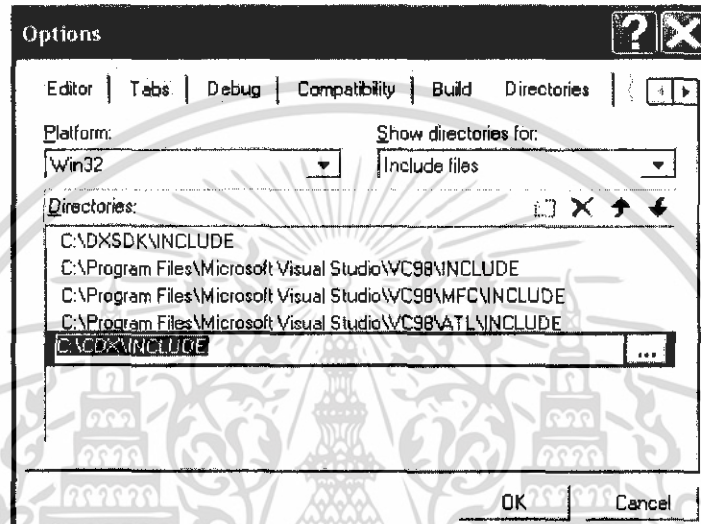 Options
Editor Tabs Debug Compatibility Build Directories
Platform: Show directories for:
Win32 Include files
Directories:
C:\DXSDK\INCLUDE
C:\Program Files\Microsoft Visual Studio\VC98\INCLUDE
C:\Program Files\Microsoft Visual Studio\VC98\MFC\INCLUDE
C:\Program Files\Microsoft Visual Studio\VC98\ATL\INCLUDE
C:\CDX\INCLUDE ...
OK Cancel